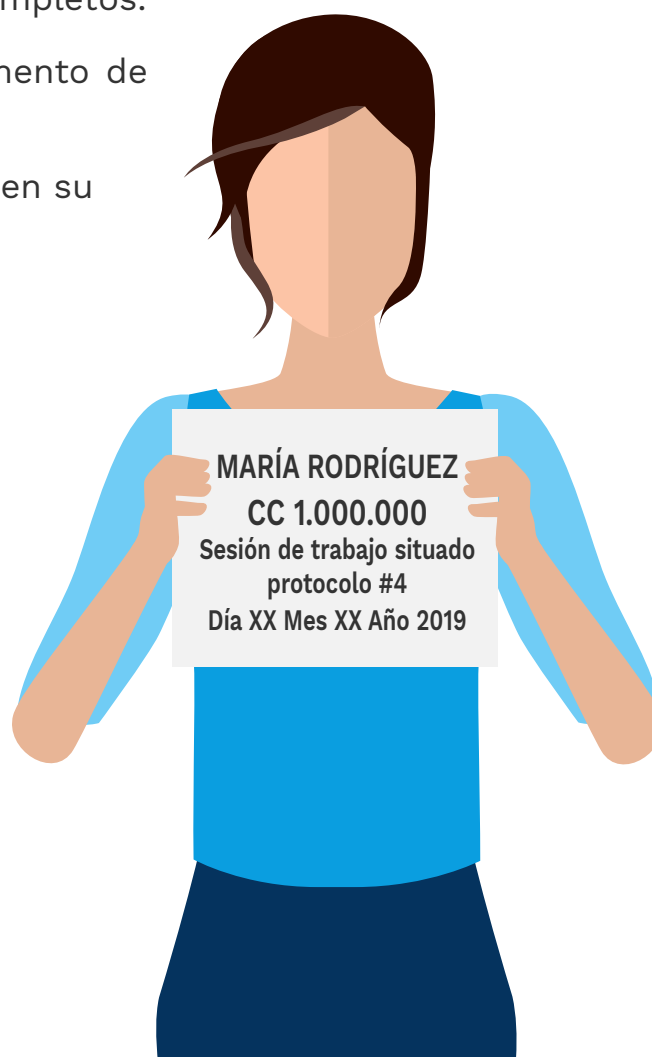 mpletos.
mento de
en su
MARÍA RODRÍGUEZ
CC 1.000.000
Sesión de trabajo situado
protocolo #4
Día XX Mes XX Año 2019